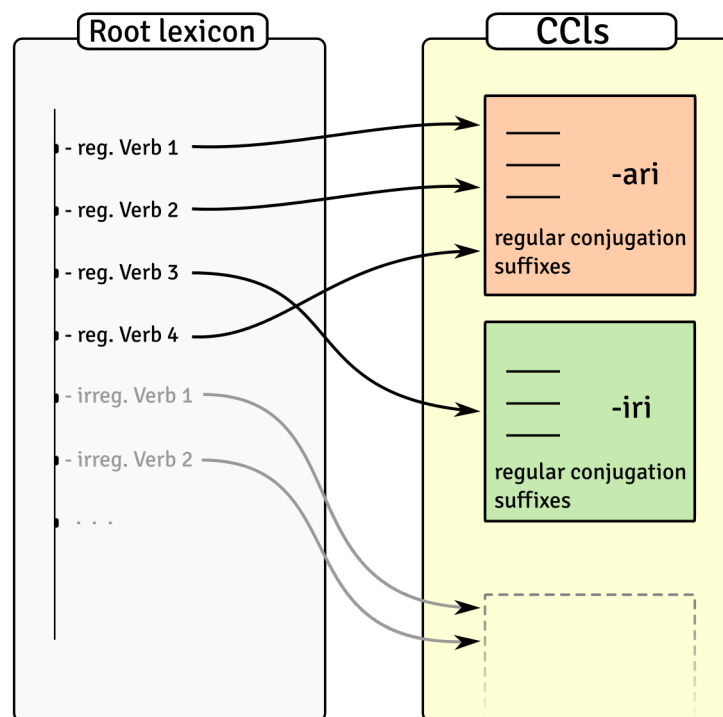 Root lexicon
- reg. Verb 1
- reg. Verb 2
- reg. Verb 3
- reg. Verb 4
- irreg. Verb 1
- irreg. Verb 2
. . .
CCls
-ari
regular conjugation
suffixes
-iri
regular conjugation
suffixes